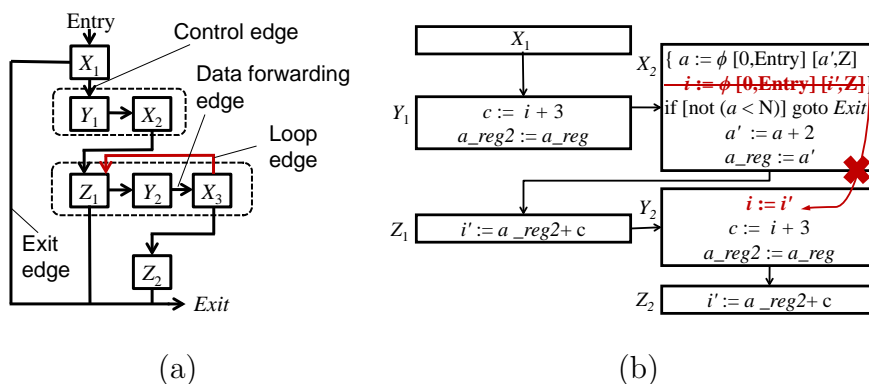 Entry
Control edge
X1
Data forwarding
edge
Y1
X2
Loop
edge
Z1
Y2
X3
Exit
edge
Z2
Exit
(a)
X1
X2
{ a := ϕ [0,Entry] [a′,Z]
i := ϕ [0,Entry] [i′,Z] }
if [not (a < N)] goto Exit
a′ := a + 2
a_reg := a′
Y1
c := i + 3
a_reg2 := a_reg
Z1
i′ := a _reg2+ c
Y2
i := i′
c := i + 3
a_reg2 := a_reg
Z2
i′ := a _reg2+ c
(b)